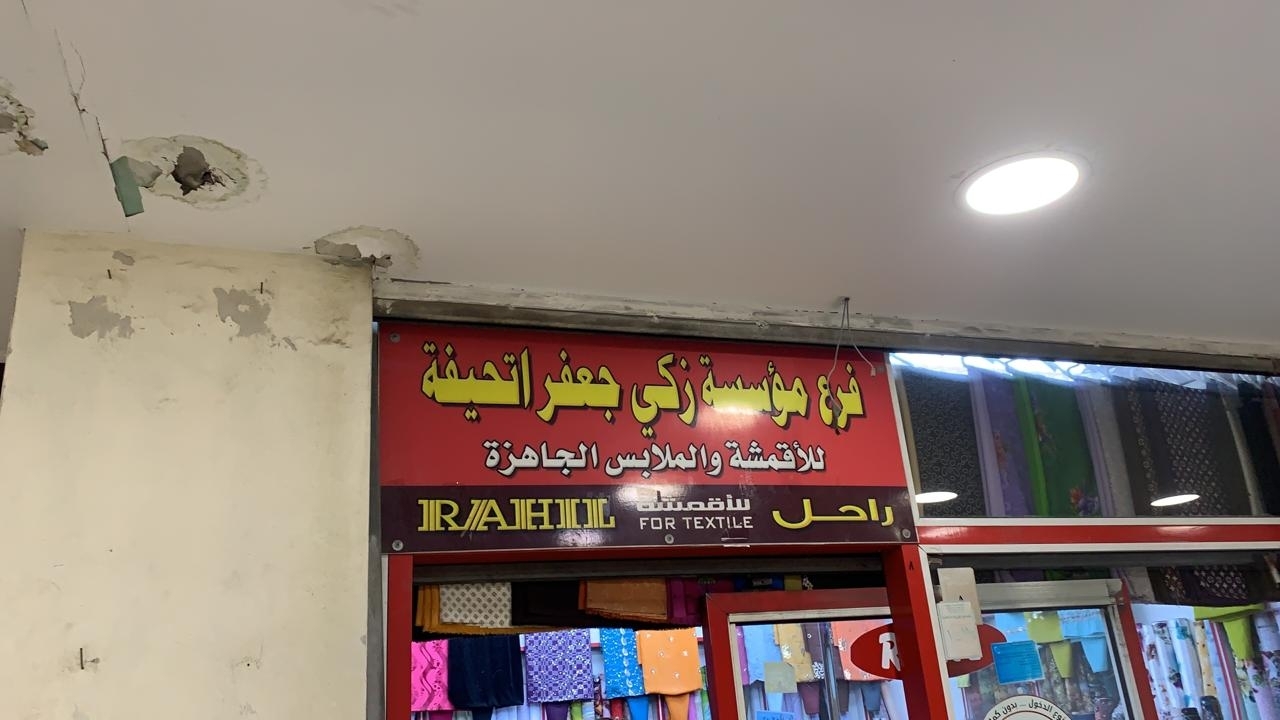 فرع مؤسسة زكي جعفر اتحيفة
للأقمشة والملابس الجاهزة
راحل
للأقمشة
FOR TEXTILE
RAHIL